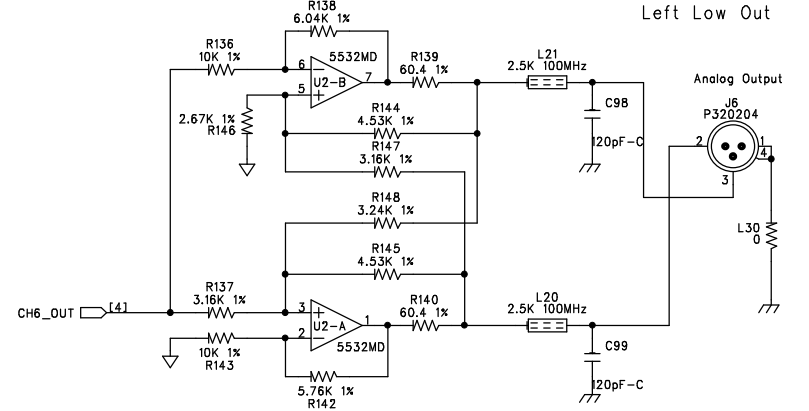 Left Low Out
R138
6.04K 1%
R136
10K 1%
6
5532MD
U2-B
7
5
R139
60.4 1%
L21
2.5K 100MHz
Analog Output
J6
P320204
2.67K 1%
R146
R144
4.53K 1%
R147
3.16K 1%
C98
120pF-C
2
1
4
3
R148
3.24K 1%
L30
0
R145
4.53K 1%
CH6_OUT
[4]
R137
3.16K 1%
3
U2-A
1
2
5532MD
R140
60.4 1%
L20
2.5K 100MHz
10K 1%
R143
5.76K 1%
R142
C99
120pF-C